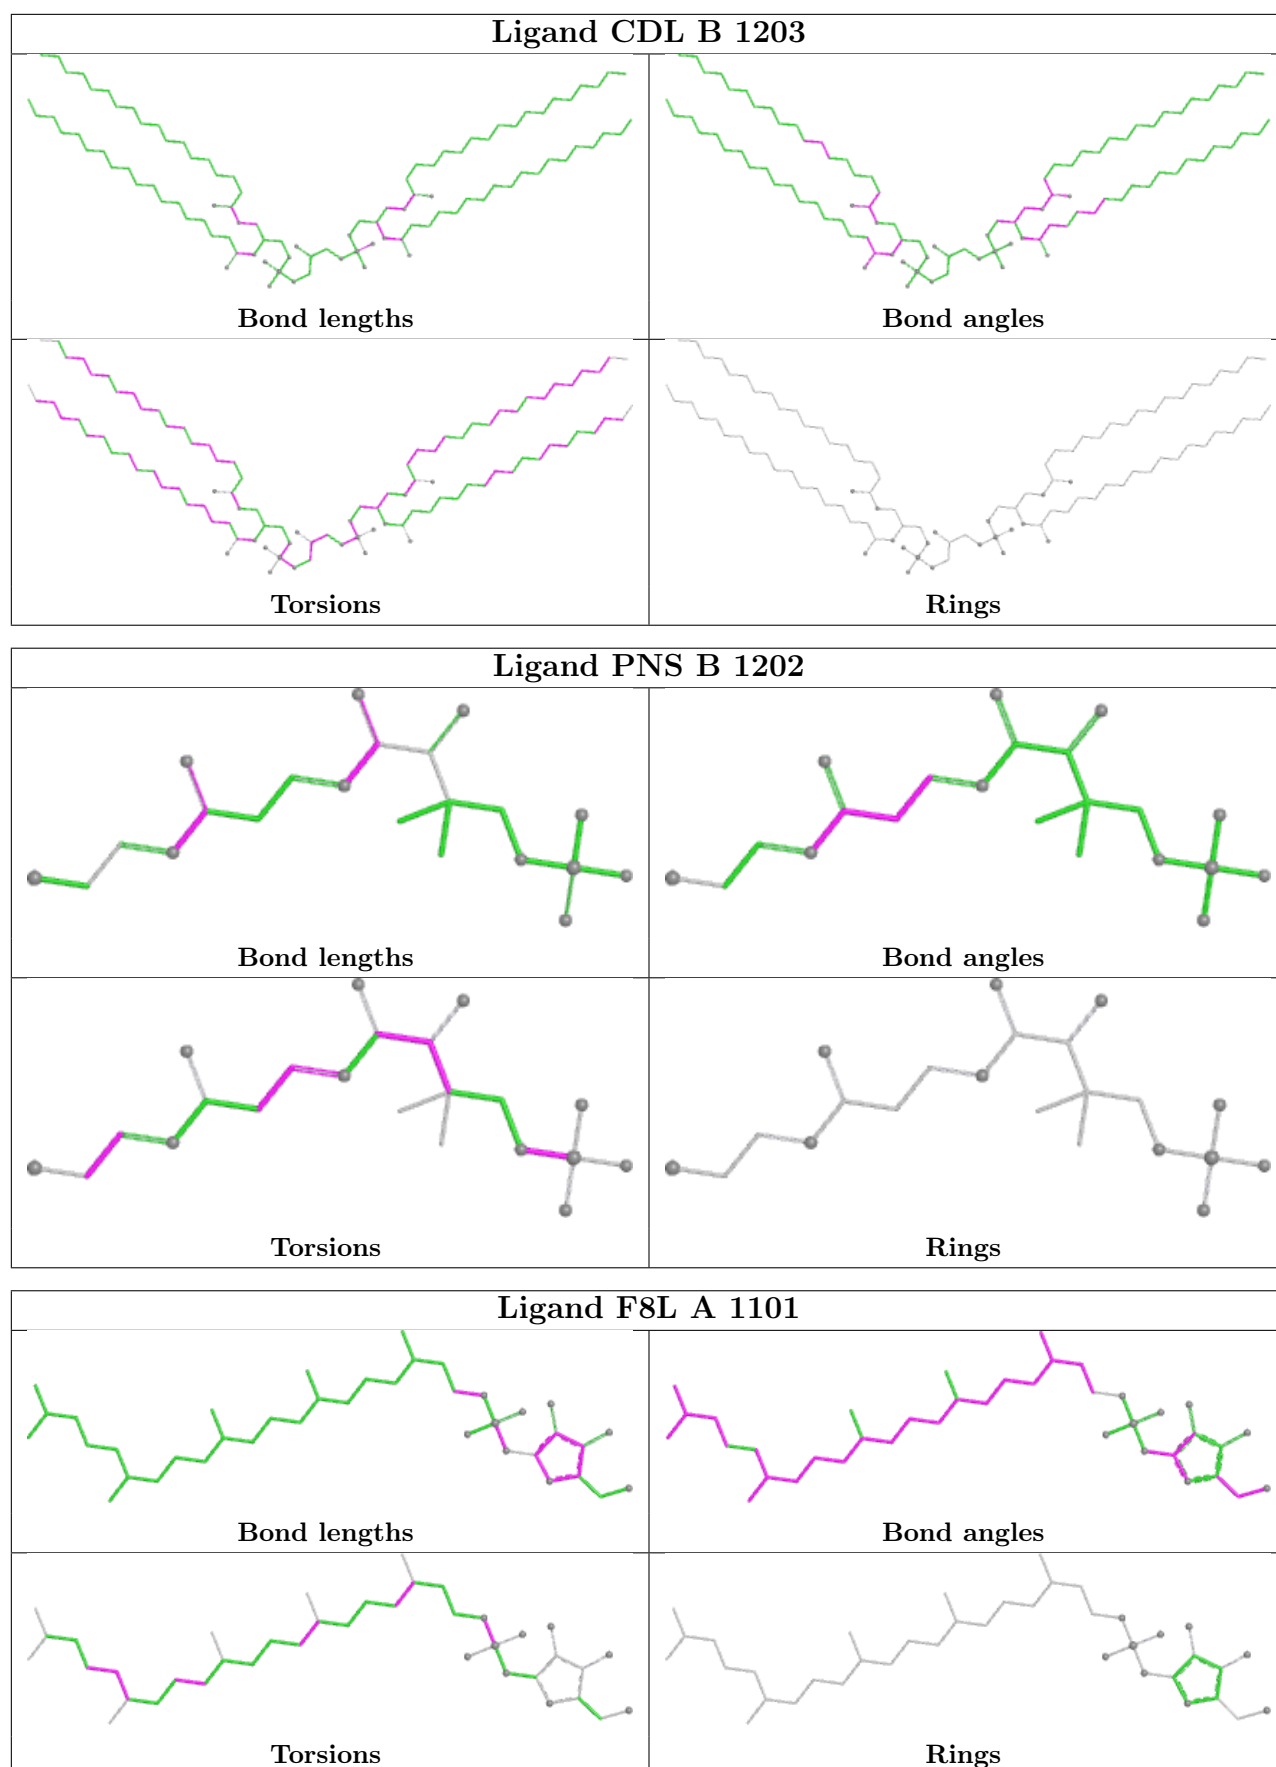 Ligand CDL B 1203
Bond lengths
Bond angles
Torsions
Rings
Ligand PNS B 1202
Bond lengths
Bond angles
Torsions
Rings
Ligand F8L A 1101
Bond lengths
Bond angles
Torsions
Rings